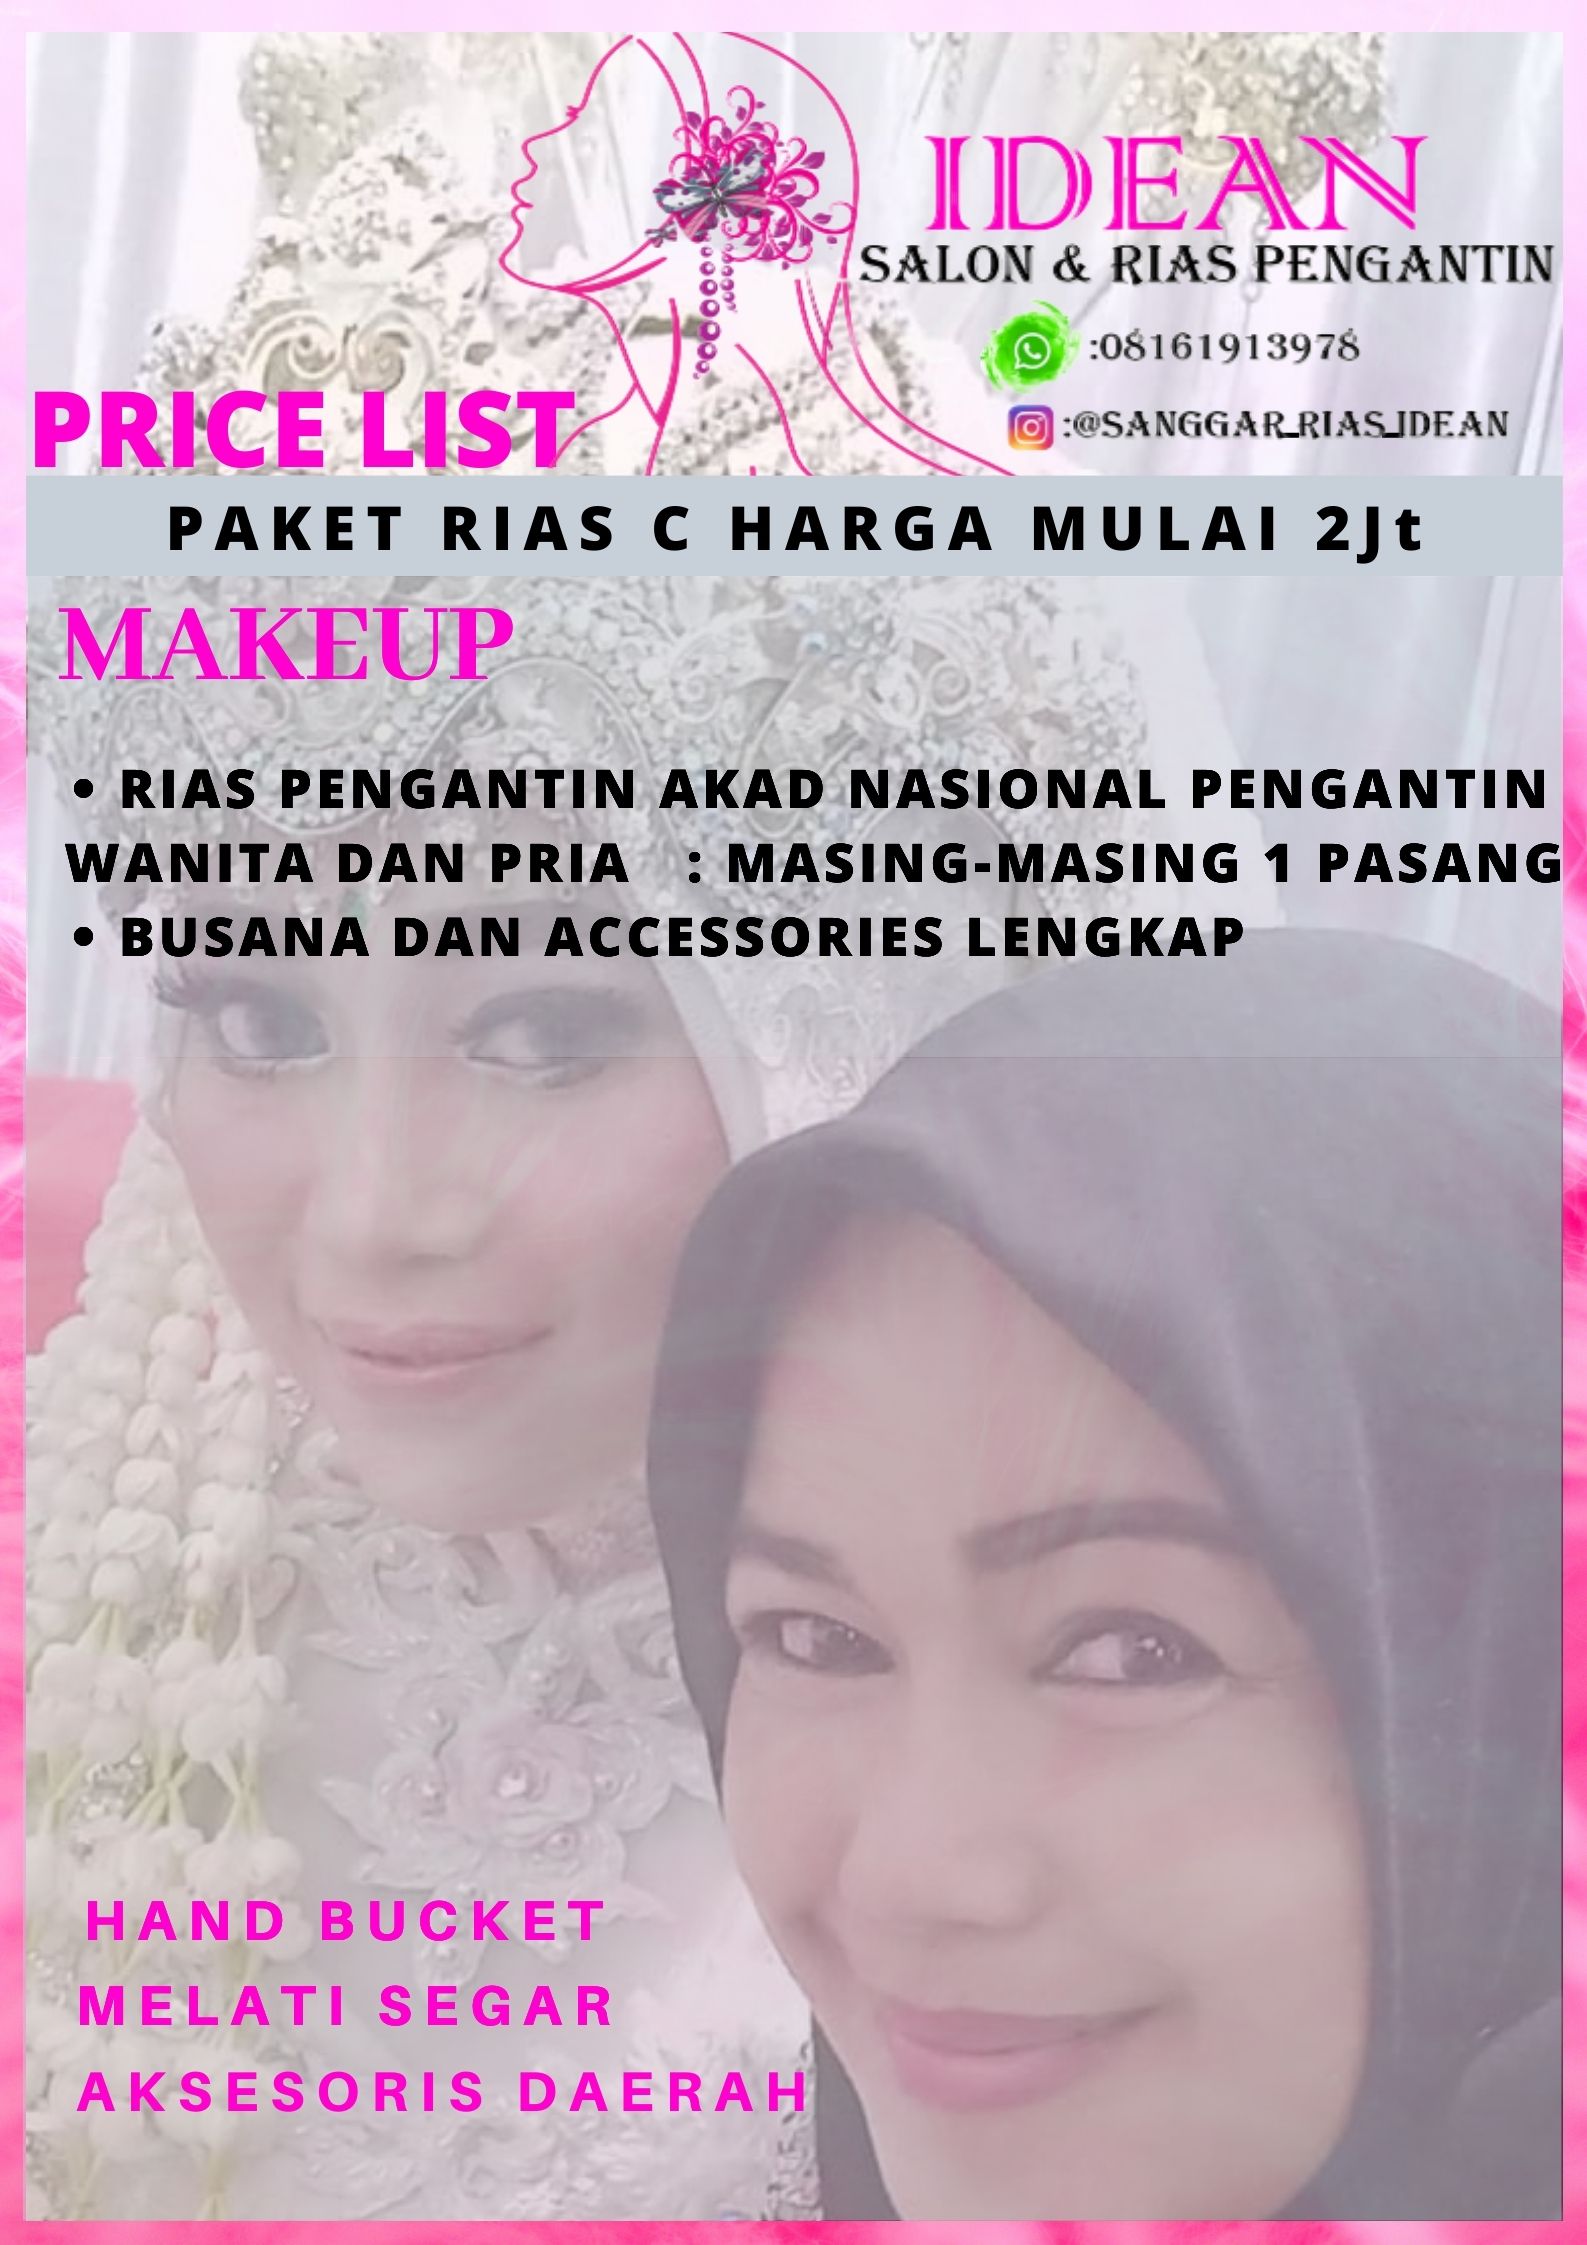 IDEAN
SALON & RIAS PENGANTIN
:08161913978
:@SANGGAR_RIAS_IDEAN
PRICE LIST
PAKET RIAS C HARGA MULAI 2Jt
MAKEUP
• RIAS PENGANTIN AKAD NASIONAL PENGANTIN
WANITA DAN PRIA : MASING-MASING 1 PASANG
• BUSANA DAN ACCESSORIES LENGKAP
HAND BUCKET
MELATI SEGAR
AKSESORIS DAERAH